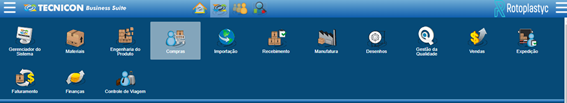 TECNICON Business Suite
Rotoplastyc
Gerenciador do Sistema
Materiais
Engenharia do Produto
Compras
Importação
Recebimento
Manufatura
Desenhos
Gestão da Qualidade
Vendas
Expedição
Faturamento
Finanças
Controle de Viagem